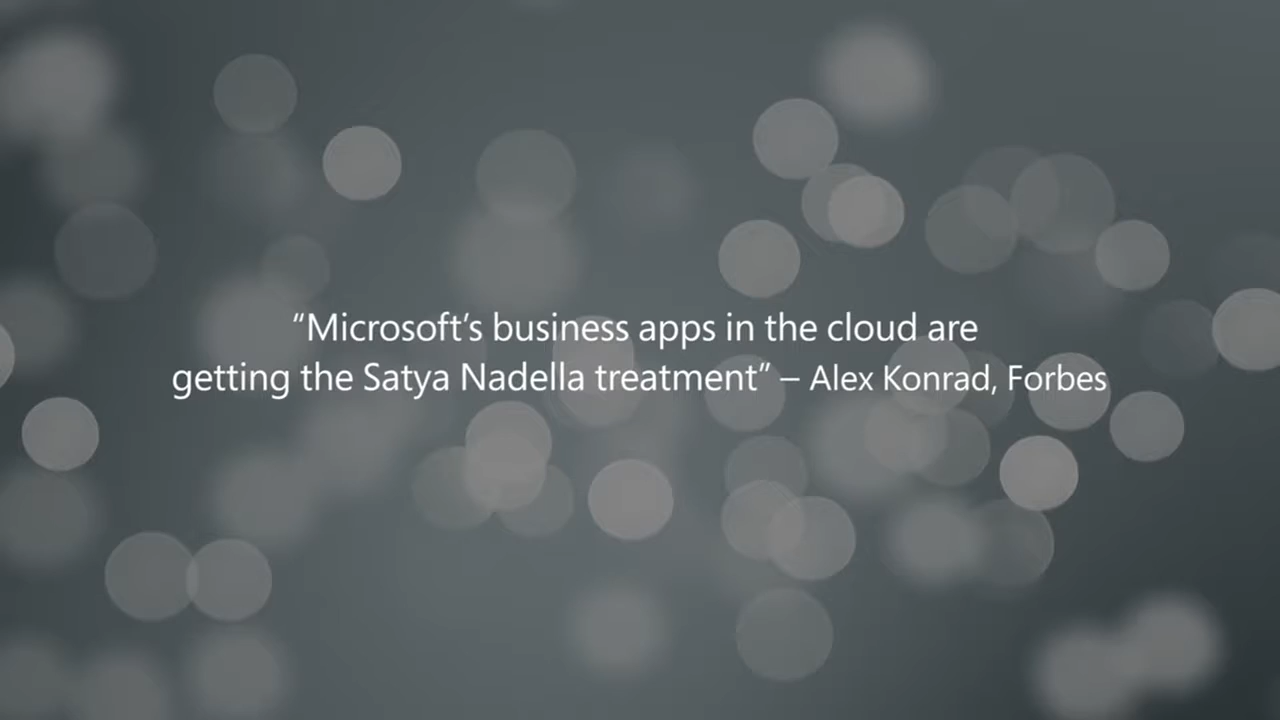 “Microsoft’s business apps in the cloud are
getting the Satya Nadella treatment” – Alex Konrad, Forbes